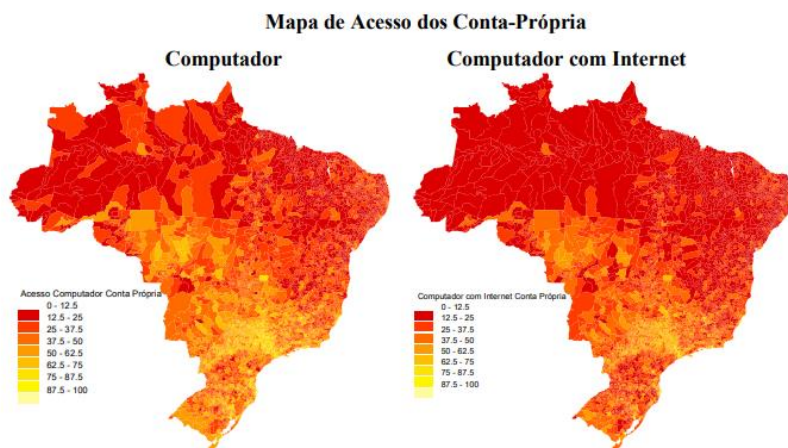 Mapa de Acesso dos Conta-Própria
Computador
Computador com Internet
Acesso Computador Conta Própria
0 - 12.5
12.5 - 25
25 - 37.5
37.5 - 50
50 - 62.5
62.5 - 75
75 - 87.5
87.5 - 100
Computador com Internet Conta Própria
0 - 12.5
12.5 - 25
25 - 37.5
37.5 - 50
50 - 62.5
62.5 - 75
75 - 87.5
87.5 - 100